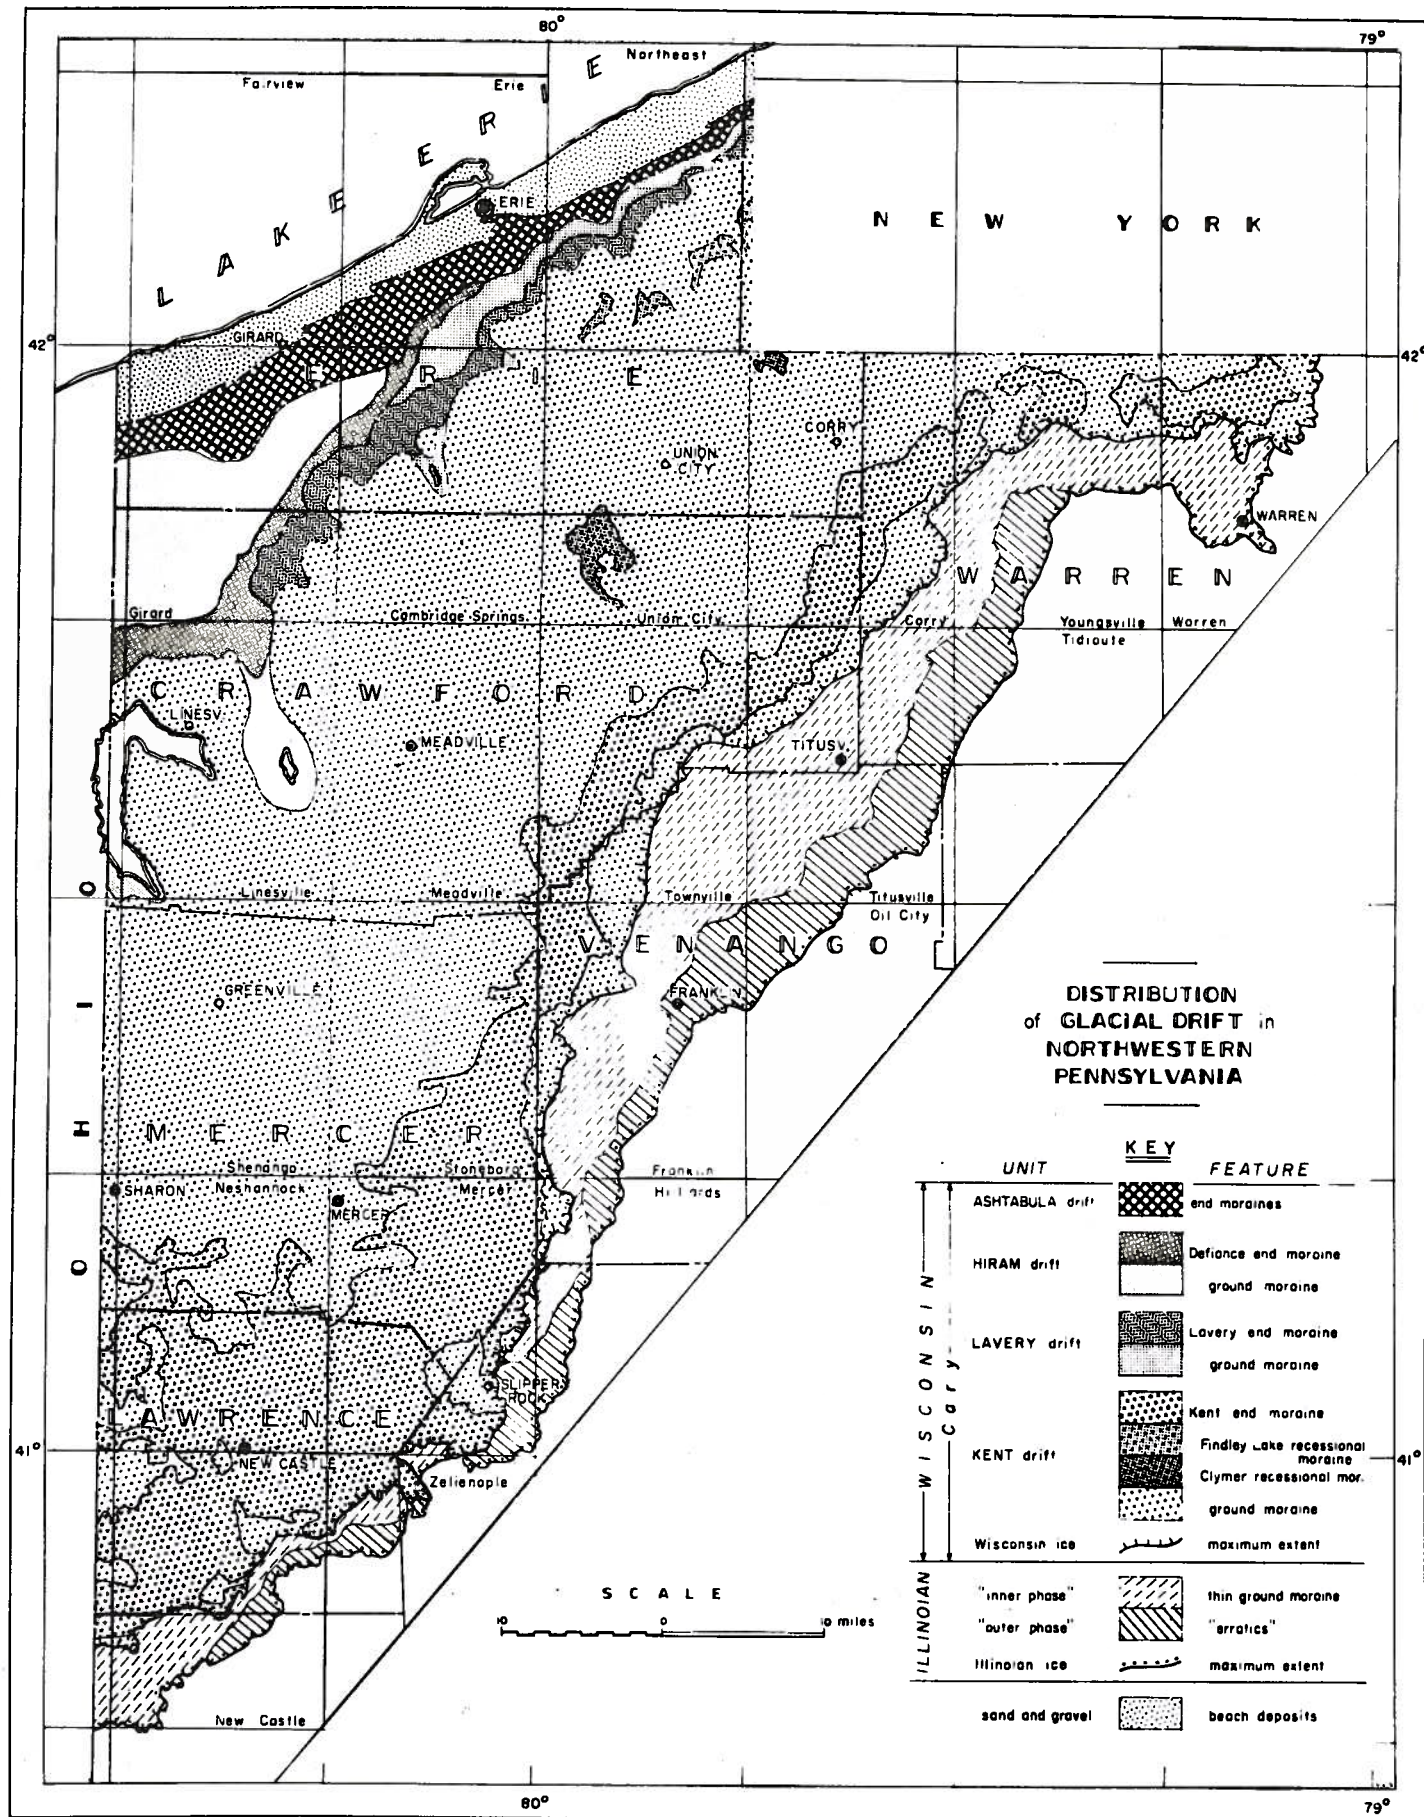 80°
79°
Fairview
Erie
Northeast
LAKE ERIE
ERIE
NEW YORK
GIRARD
42°
42°
ERIE
CORRY
UNION
CITY
WARREN
WARREN
Girard
Cambridge Springs
Union City
Corry
Youngsville
Warren
Tidioute
CRAWFORD
LINESV.
MEADVILLE
TITUSV.
OHIO
Linesville
Meadville
Townville
Titusville
Oil City
VENANGO
GREENVILLE
FRANKLIN
DISTRIBUTION
of GLACIAL DRIFT in
NORTHWESTERN
PENNSYLVANIA
MERCER
Shenango
Stoneboro
Franklin
SHARON
Neshannock
Mercer
Hilliards
MERCER
KEY
UNIT
FEATURE
ASHTABULA drift
end moraines
HIRAM drift
Defiance end moraine
ground moraine
LAVERY drift
Lavery end moraine
ground moraine
KENT drift
Kent end moraine
Findley Lake recessional
moraine
Clymer recessional mor.
ground moraine
Wisconsin ice
maximum extent
WISCONSIN
Cary
"inner phase"
thin ground moraine
"outer phase"
"erratics"
Illinoian ice
maximum extent
ILLINOIAN
sand and gravel
beach deposits
SLIPPERY
ROCK
LAWRENCE
41°
41°
NEW CASTLE
Zelienople
SCALE
10
0
10 miles
New Castle
80°
79°